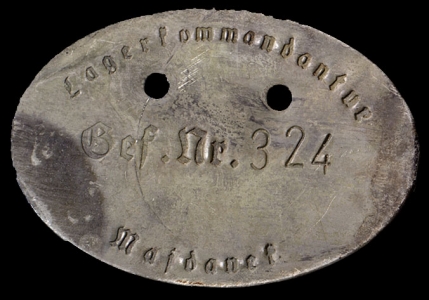 Lagerkommandantur
Gef. Nr. 324
Majdanek